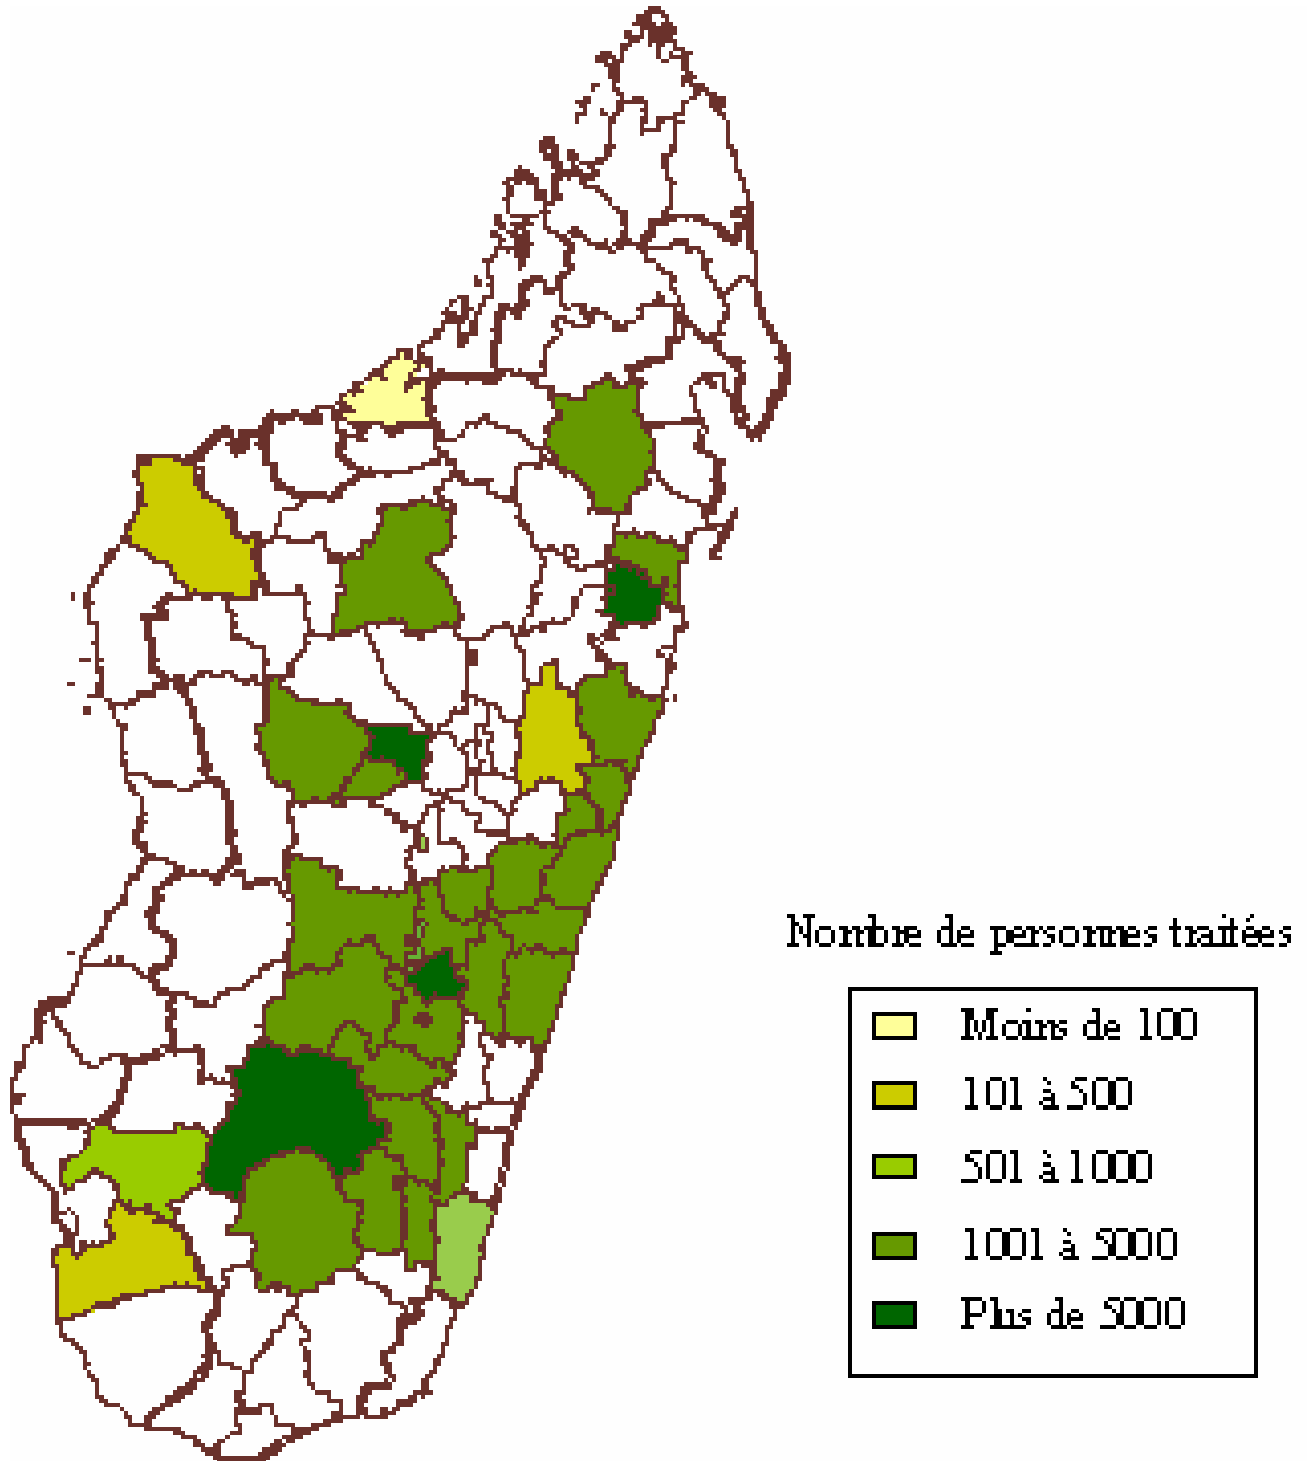 Nombre de personnes traitées
Moins de 100
101 à 500
501 à 1000
1001 à 5000
Plus de 5000